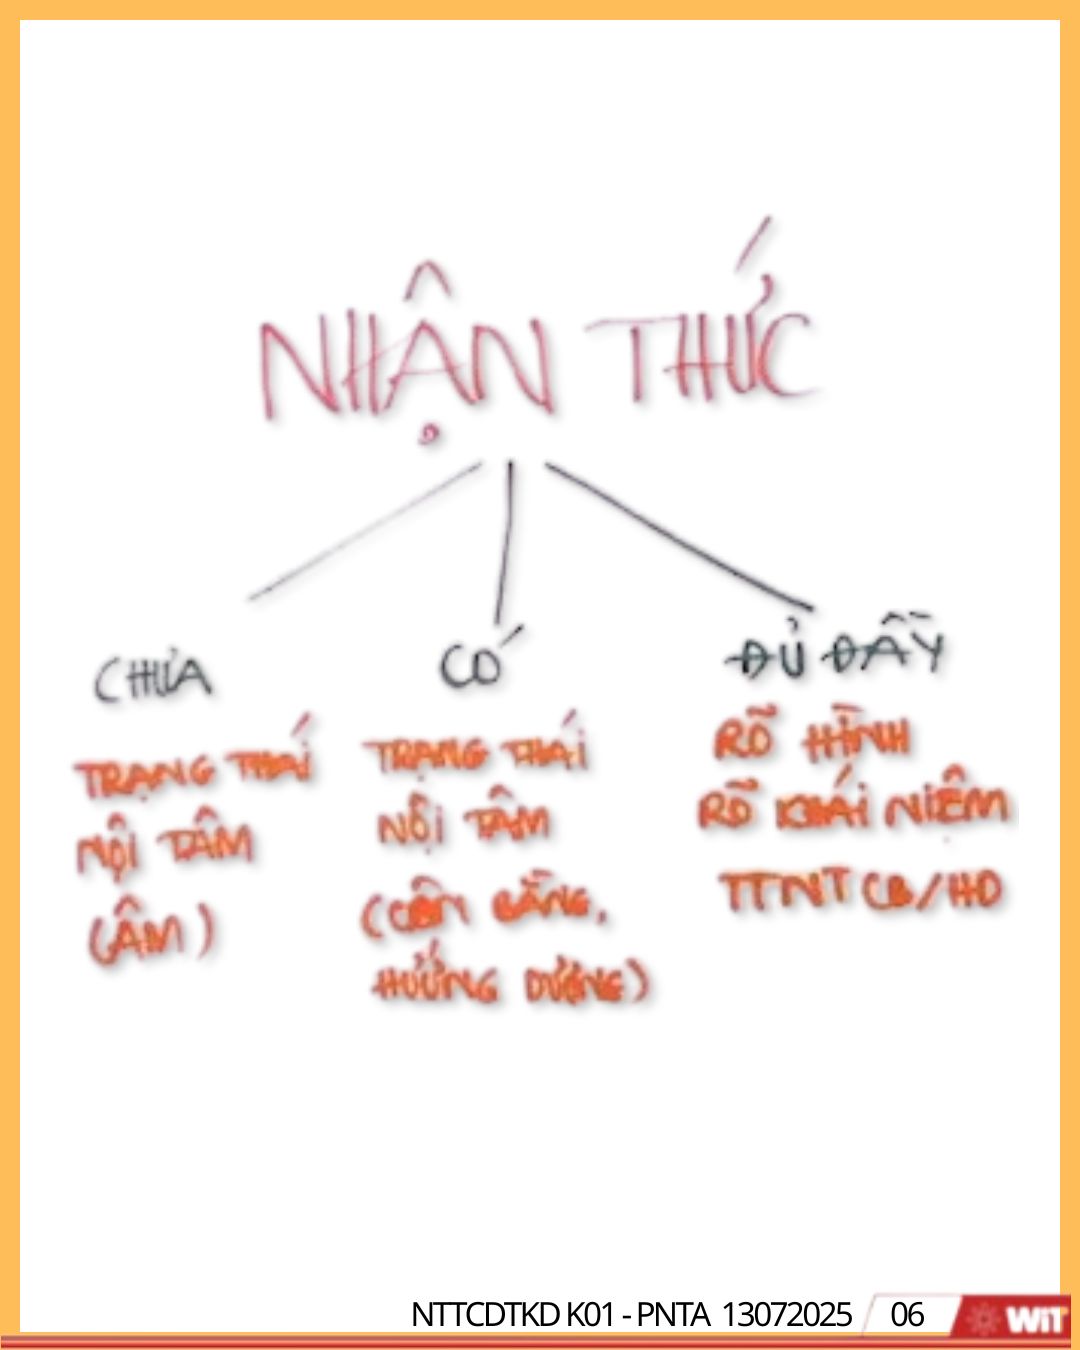 NHẬN THỨC
CHƯA
TRẠNG THÁI
NỘI TÂM
(ÂM)
CÓ
TRẠNG THÁI
NỘI TÂM
(CÂN BẰNG,
HƯỚNG DƯƠNG)
ĐỦ ĐẦY
RÕ HÌNH
RÕ KHÁI NIỆM
TTNT CB/HD
NTTCDTKD K01 - PNTA 13072025
06
WiT